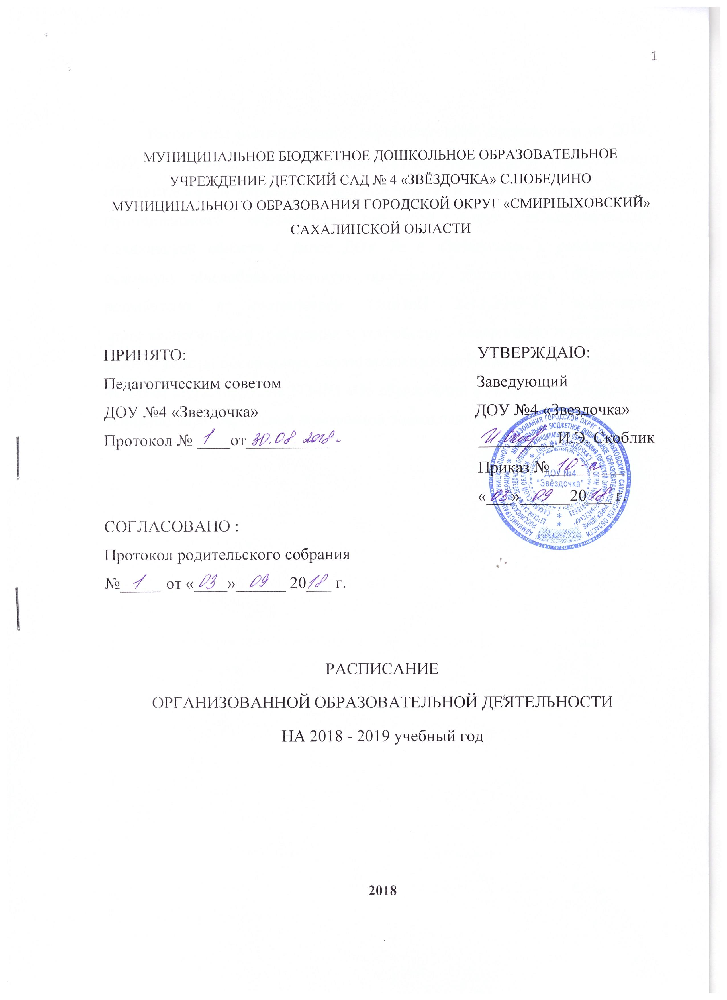 1
МУНИЦИПАЛЬНОЕ БЮДЖЕТНОЕ ДОШКОЛЬНОЕ ОБРАЗОВАТЕЛЬНОЕ
УЧРЕЖДЕНИЕ ДЕТСКИЙ САД № 4 «ЗВЁЗДОЧКА» С.ПОБЕДИНО
МУНИЦИПАЛЬНОГО ОБРАЗОВАНИЯ ГОРОДСКОЙ ОКРУГ «СМИРНЫХОВСКИЙ»
САХАЛИНСКОЙ ОБЛАСТИ
ПРИНЯТО:
Педагогическим советом
ДОУ №4 «Звездочка»
Протокол № 1 от 30.08.2018г.
УТВЕРЖДАЮ:
Заведующий
ДОУ №4 «Звездочка»
И.Э. Скоблик
Приказ № 10
«03» 09 2018 г.
ДОУ №4
"Звёздочка"
СОГЛАСОВАНО :
Протокол родительского собрания
№ 1 от «03» 09 2018 г.
РАСПИСАНИЕ
ОРГАНИЗОВАННОЙ ОБРАЗОВАТЕЛЬНОЙ ДЕЯТЕЛЬНОСТИ
НА 2018 - 2019 учебный год
2018